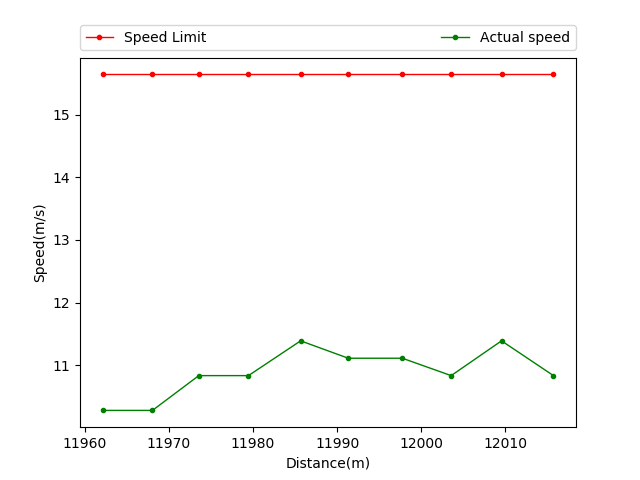 Speed Limit
Actual speed
15
14
13
12
11
Speed(m/s)
11960
11970
11980
11990
12000
12010
Distance(m)